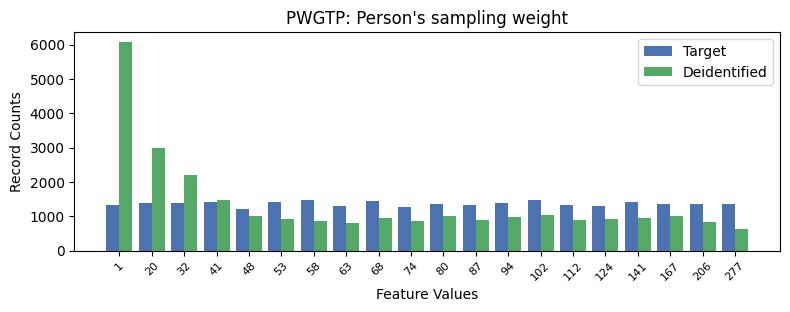 PWGTP: Person's sampling weight
Record Counts
6000
5000
4000
3000
2000
1000
0
Target
Deidentified
1 20 32 41 48 53 58 63 68 74 80 87 94 102 112 124 141 167 206 277
Feature Values